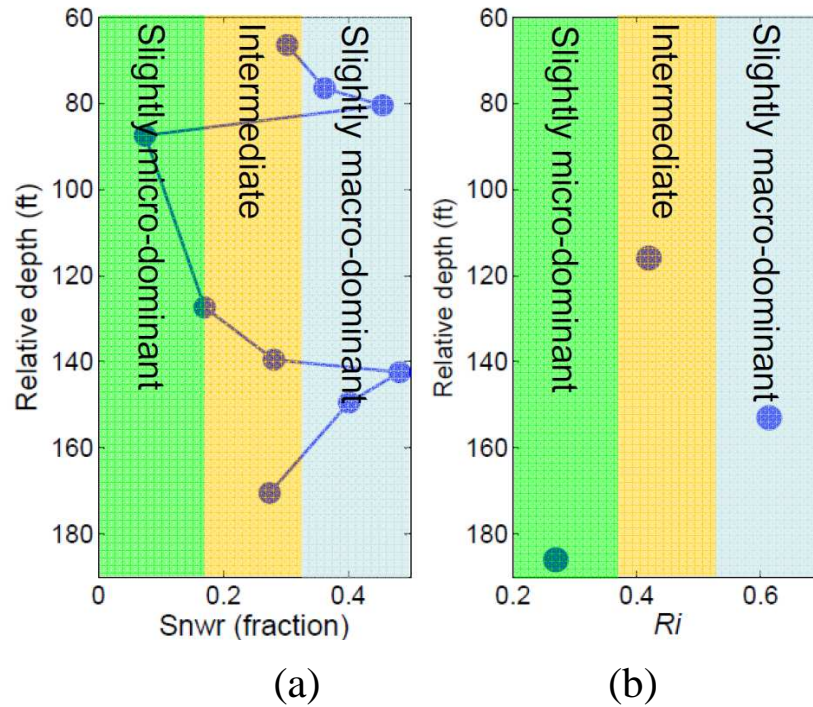 60
80
100
120
140
160
180
Relative depth (ft)
Slightly micro-dominant
Intermediate
Slightly macro-dominant
0
0.2
0.4
Snwr (fraction)
(a)
60
80
100
120
140
160
180
Relative depth (ft)
Slightly micro-dominant
Intermediate
Slightly macro-dominant
0.2
0.4
0.6
Ri
(b)